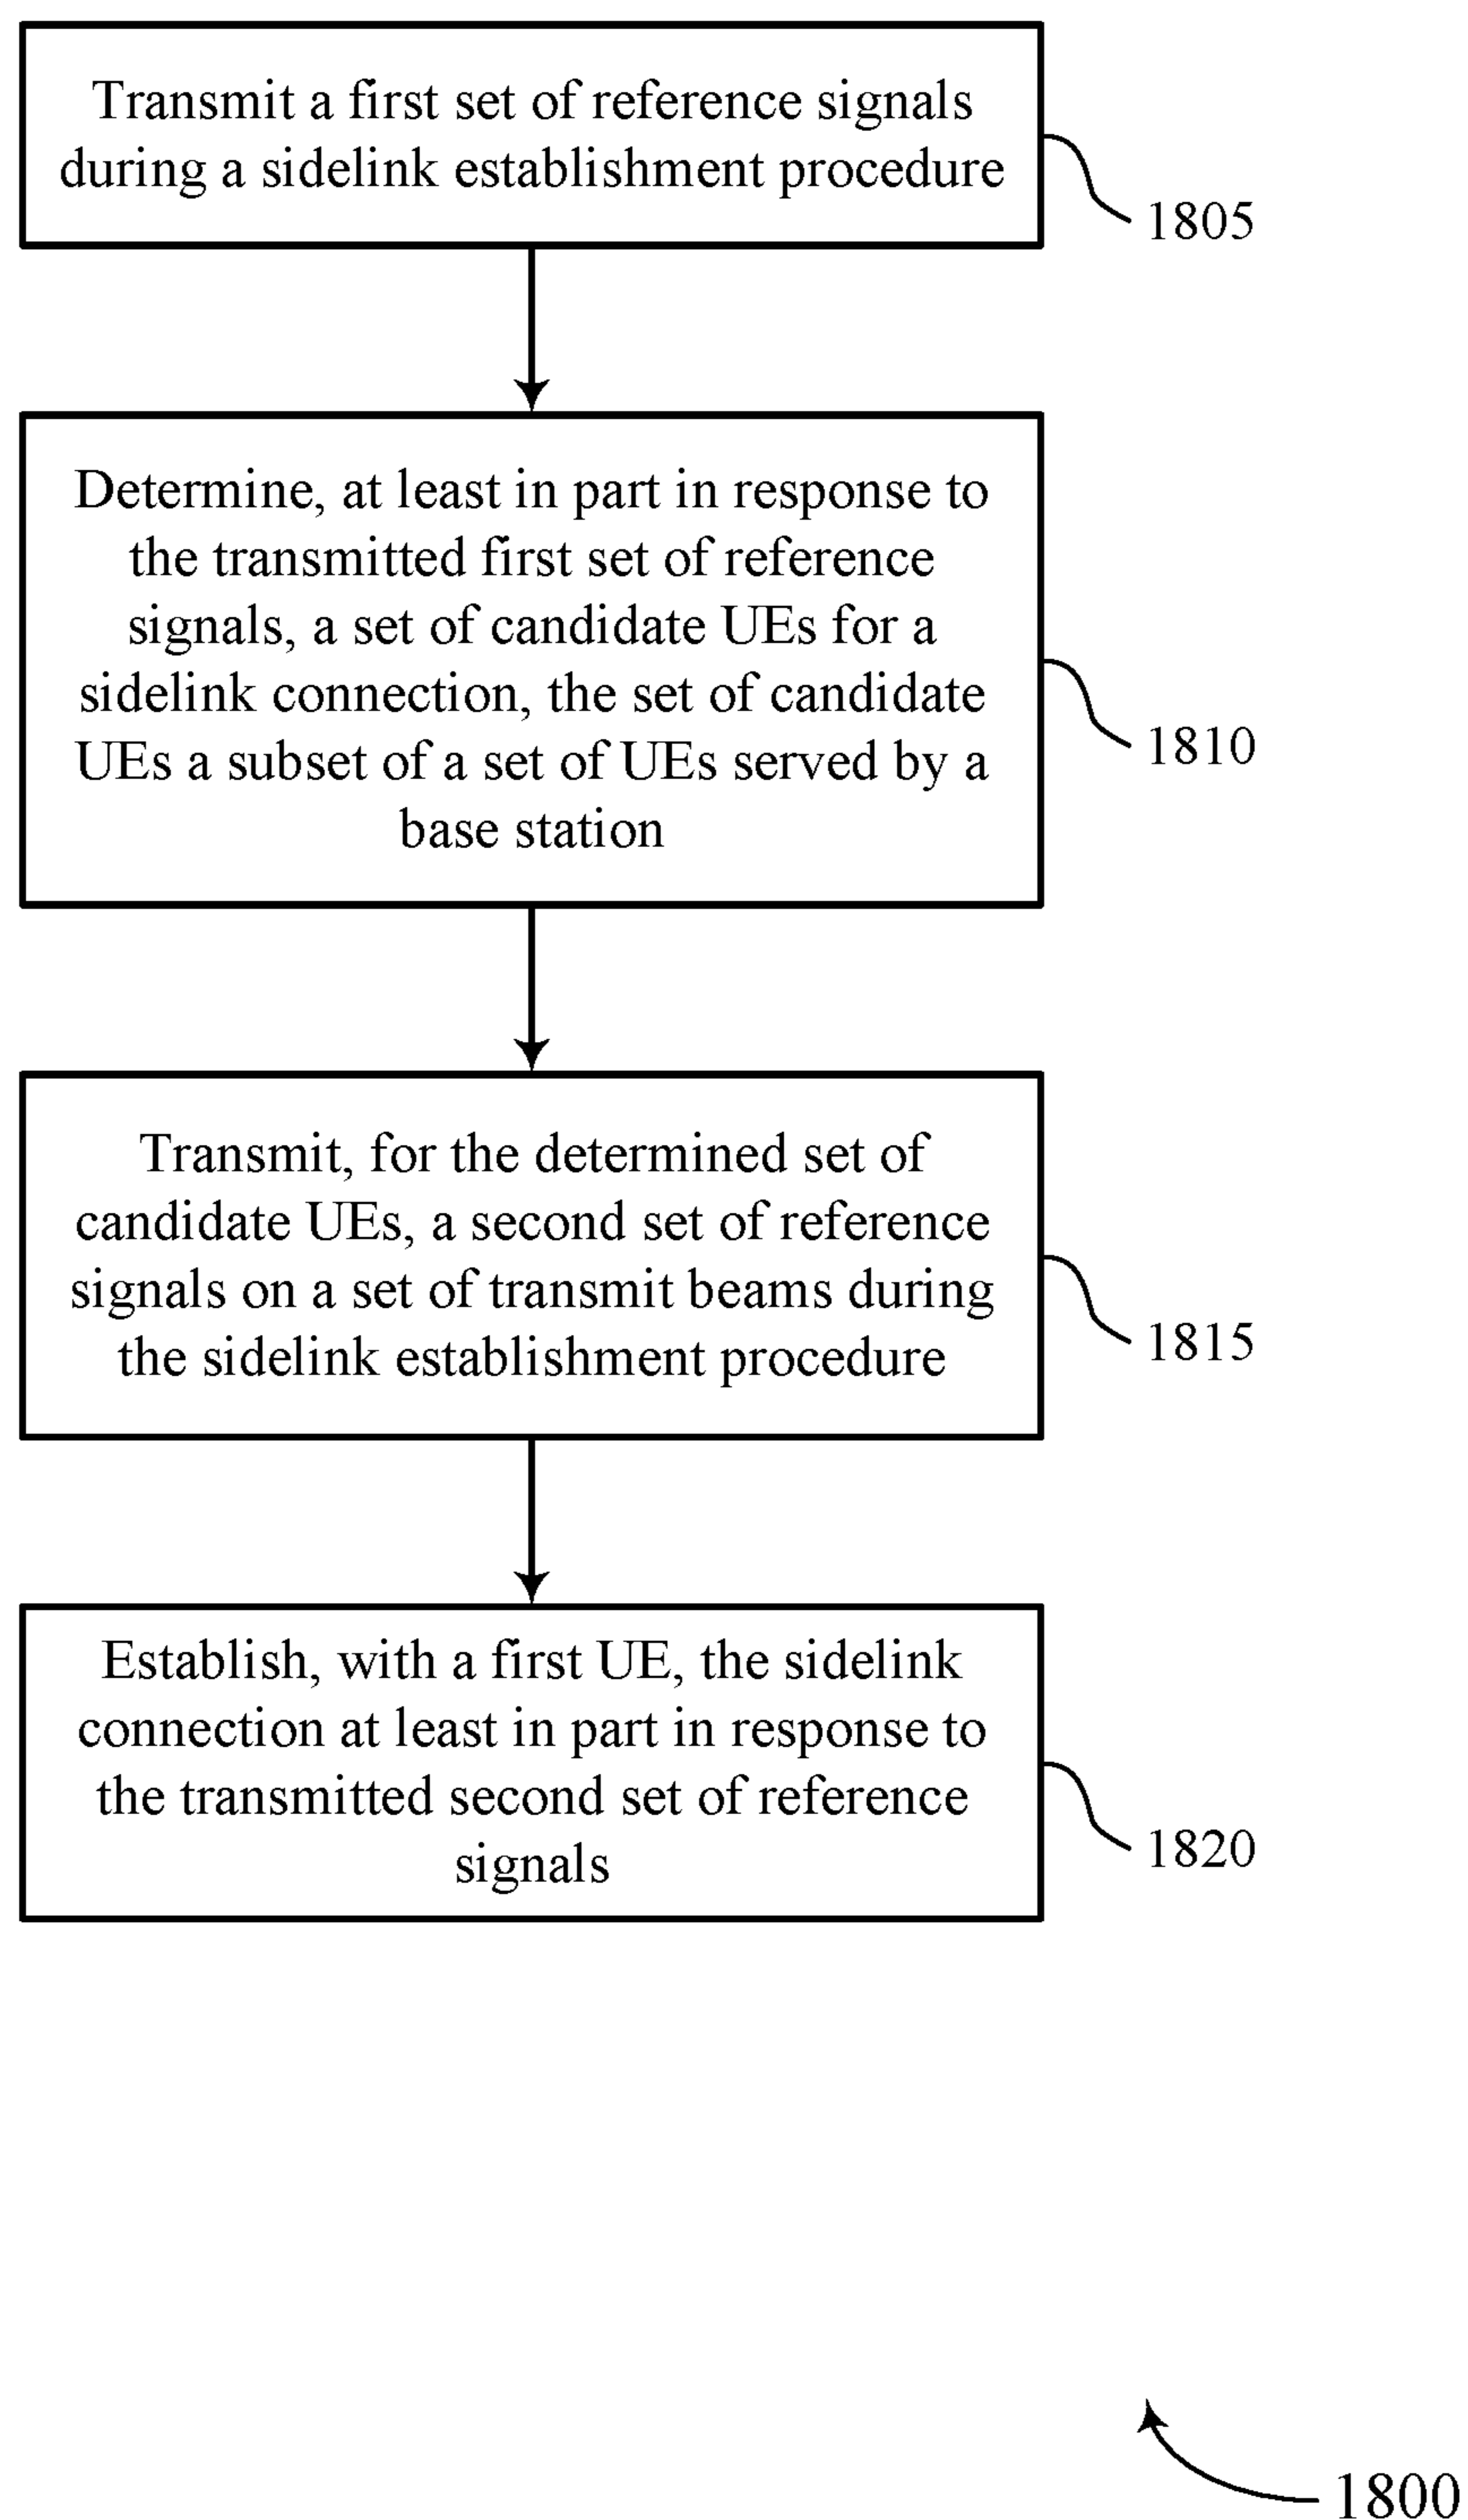 Transmit a first set of reference signals
during a sidelink establishment procedure
1805
Determine, at least in part in response to
the transmitted first set of reference
signals, a set of candidate UEs for a
sidelink connection, the set of candidate
UEs a subset of a set of UEs served by a
base station
1810
Transmit, for the determined set of
candidate UEs, a second set of reference
signals on a set of transmit beams during
the sidelink establishment procedure
1815
Establish, with a first UE, the sidelink
connection at least in part in response to
the transmitted second set of reference
signals
1820
1800